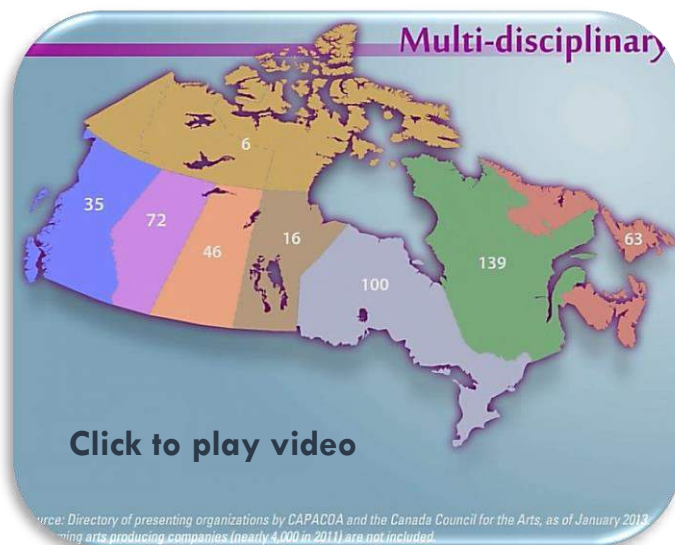 Multi-disciplinary
6
35
72
46
16
100
139
63
Click to play video
urce: Directory of presenting organizations by CAPACOA and the Canada Council for the Arts, as of January 2013.
ming arts producing companies (nearly 4,000 in 2011) are not included.